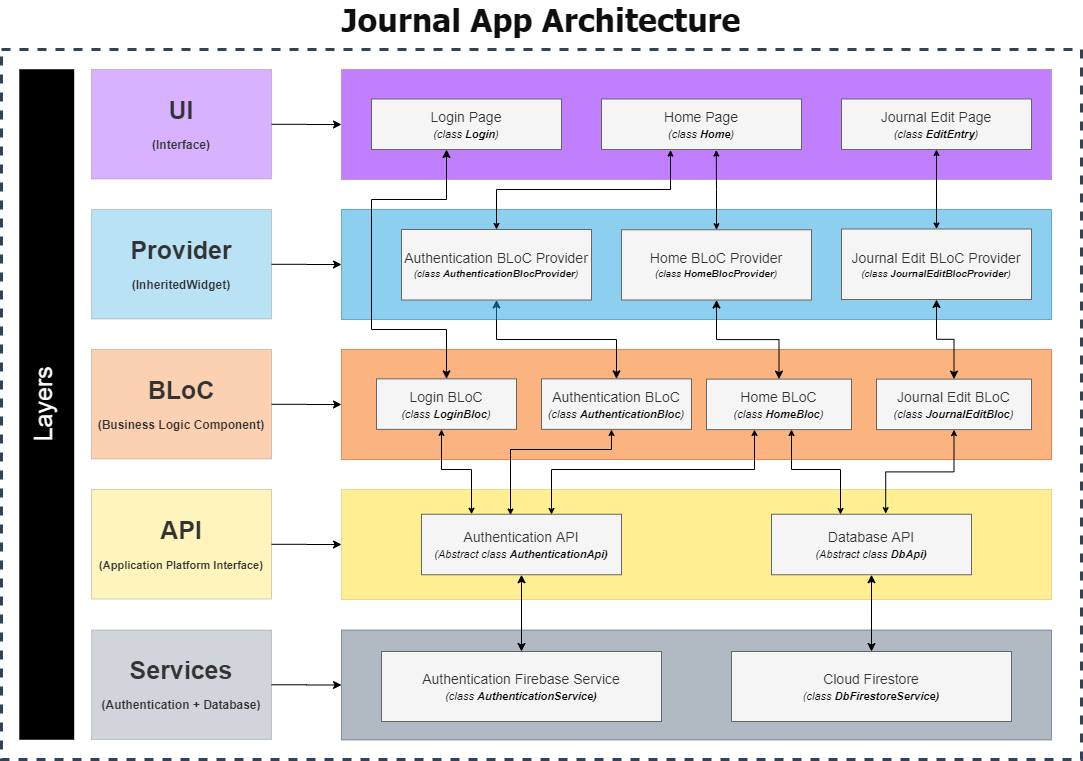 Journal App Architecture
Layers
UI
(Interface)
Login Page
(class Login)
Home Page
(class Home)
Journal Edit Page
(class EditEntry)
Provider
(InheritedWidget)
Authentication BLoC Provider
(class AuthenticationBlocProvider)
Home BLoC Provider
(class HomeBlocProvider)
Journal Edit BLoC Provider
(class JournalEditBlocProvider)
BLoC
(Business Logic Component)
Login BLoC
(class LoginBloc)
Authentication BLoC
(class AuthenticationBloc)
Home BLoC
(class HomeBloc)
Journal Edit BLoC
(class JournalEditBloc)
API
(Application Platform Interface)
Authentication API
(Abstract class AuthenticationApi)
Database API
(Abstract class DbApi)
Services
(Authentication + Database)
Authentication Firebase Service
(class AuthenticationService)
Cloud Firestore
(class DbFirestoreService)